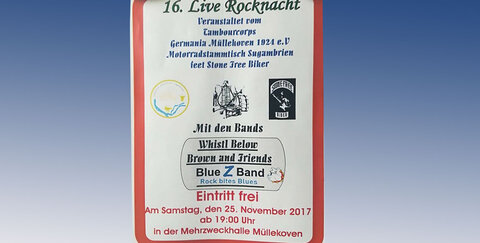 16. Live Rocknacht
Veranstaltet vom
Tambourcorps
Germania Müllekoven 1924 e.V
Motorradstammtisch Sugambrien
feet Stone Free Biker
Mit den Bands
Whistl Below
Brown and Friends
Blue Z Band
Rock bites Blues
Eintritt frei
Am Samstag, den 25. November 2017
ab 19:00 Uhr
in der Mehrzweckhalle Müllekoven